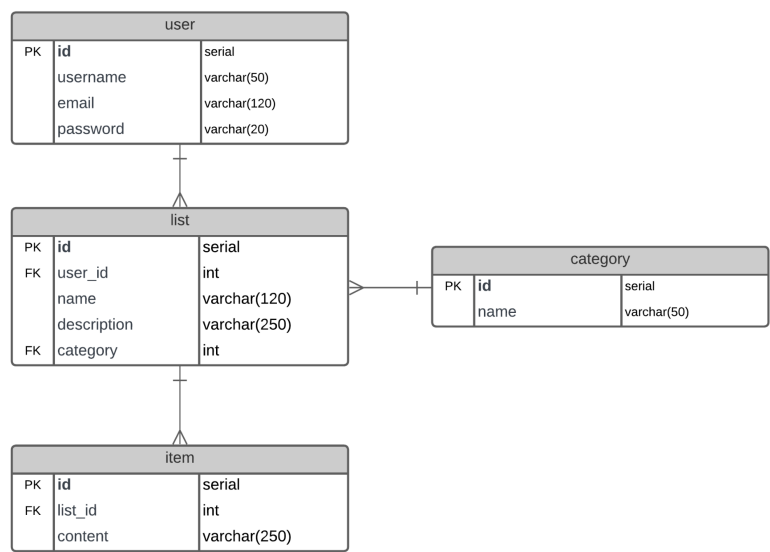 user
PK id serial
username varchar(50)
email varchar(120)
password varchar(20)
list
PK id serial
FK user_id int
name varchar(120)
description varchar(250)
FK category int
category
PK id serial
name varchar(50)
item
PK id serial
FK list_id int
content varchar(250)